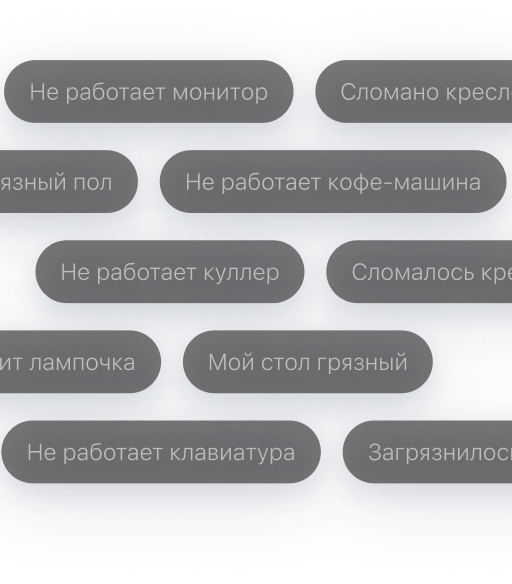 Не работает монитор Сломано кресл
язный пол Не работает кофе-машина
Не работает куллер Сломалось кре
ит лампочка Мой стол грязный
Не работает клавиатура Загрязнилос